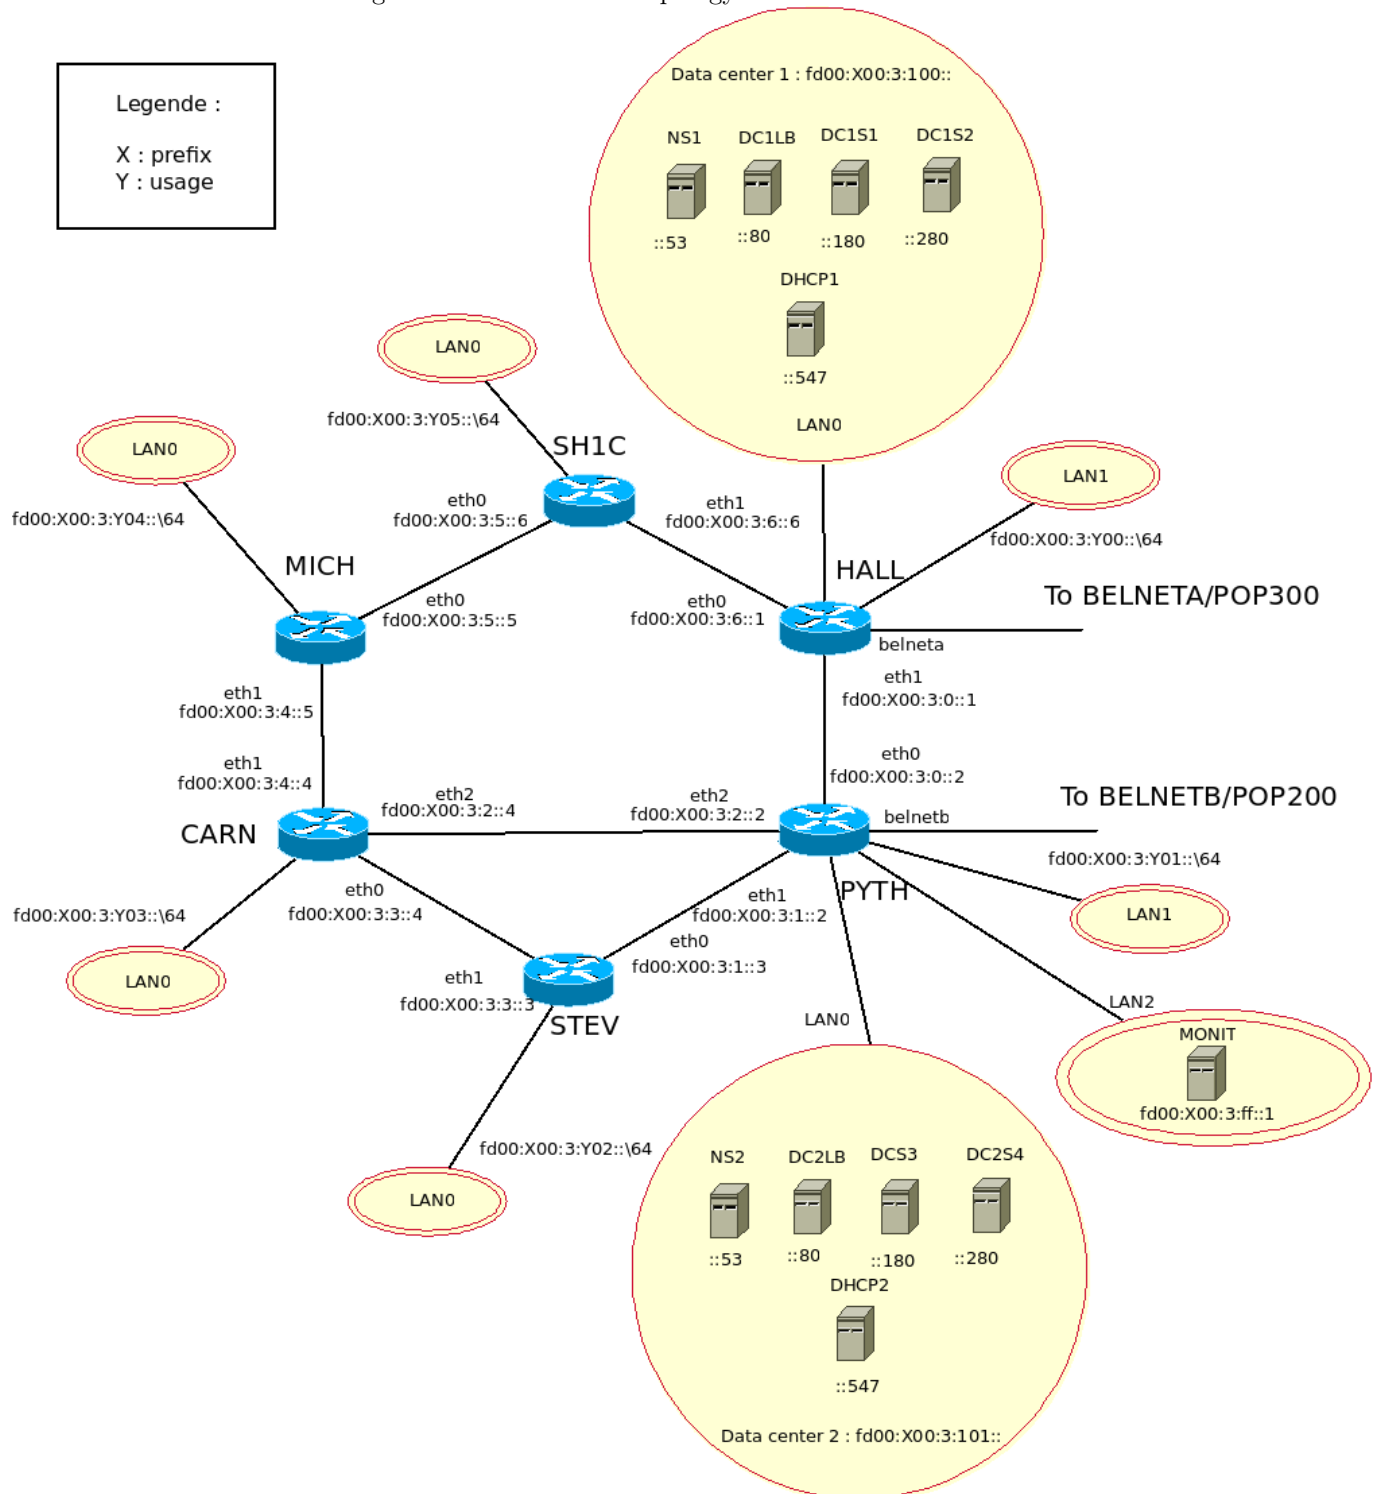 Data center 1 : fd00:X00:3:100::
Legende :
X : prefix
Y : usage
NS1
DC1LB
DC1S1
DC1S2
::53
::80
::180
::280
DHCP1
::547
LAN0
LAN0
fd00:X00:3:Y05::\64
SH1C
LAN0
fd00:X00:3:Y04::\64
LAN1
fd00:X00:3:Y00::\64
eth0
fd00:X00:3:5::6
eth1
fd00:X00:3:6::6
MICH
HALL
To BELNETA/POP300
eth0
fd00:X00:3:5::5
eth0
fd00:X00:3:6::1
belneta
eth1
fd00:X00:3:4::5
eth1
fd00:X00:3:0::1
eth1
fd00:X00:3:4::4
eth0
fd00:X00:3:0::2
eth2
fd00:X00:3:2::4
eth2
fd00:X00:3:2::2
To BELNETB/POP200
belnetb
CARN
fd00:X00:3:Y01::\64
PYTH
LAN1
eth0
fd00:X00:3:3::4
eth1
fd00:X00:3:1::2
fd00:X00:3:Y03::\64
LAN0
eth0
fd00:X00:3:1::3
eth1
fd00:X00:3:3::3
STEV
LAN0
LAN2
MONIT
fd00:X00:3:ff::1
fd00:X00:3:Y02::\64
LAN0
NS2
DC2LB
DCS3
DC2S4
::53
::80
::180
::280
DHCP2
::547
Data center 2 : fd00:X00:3:101::